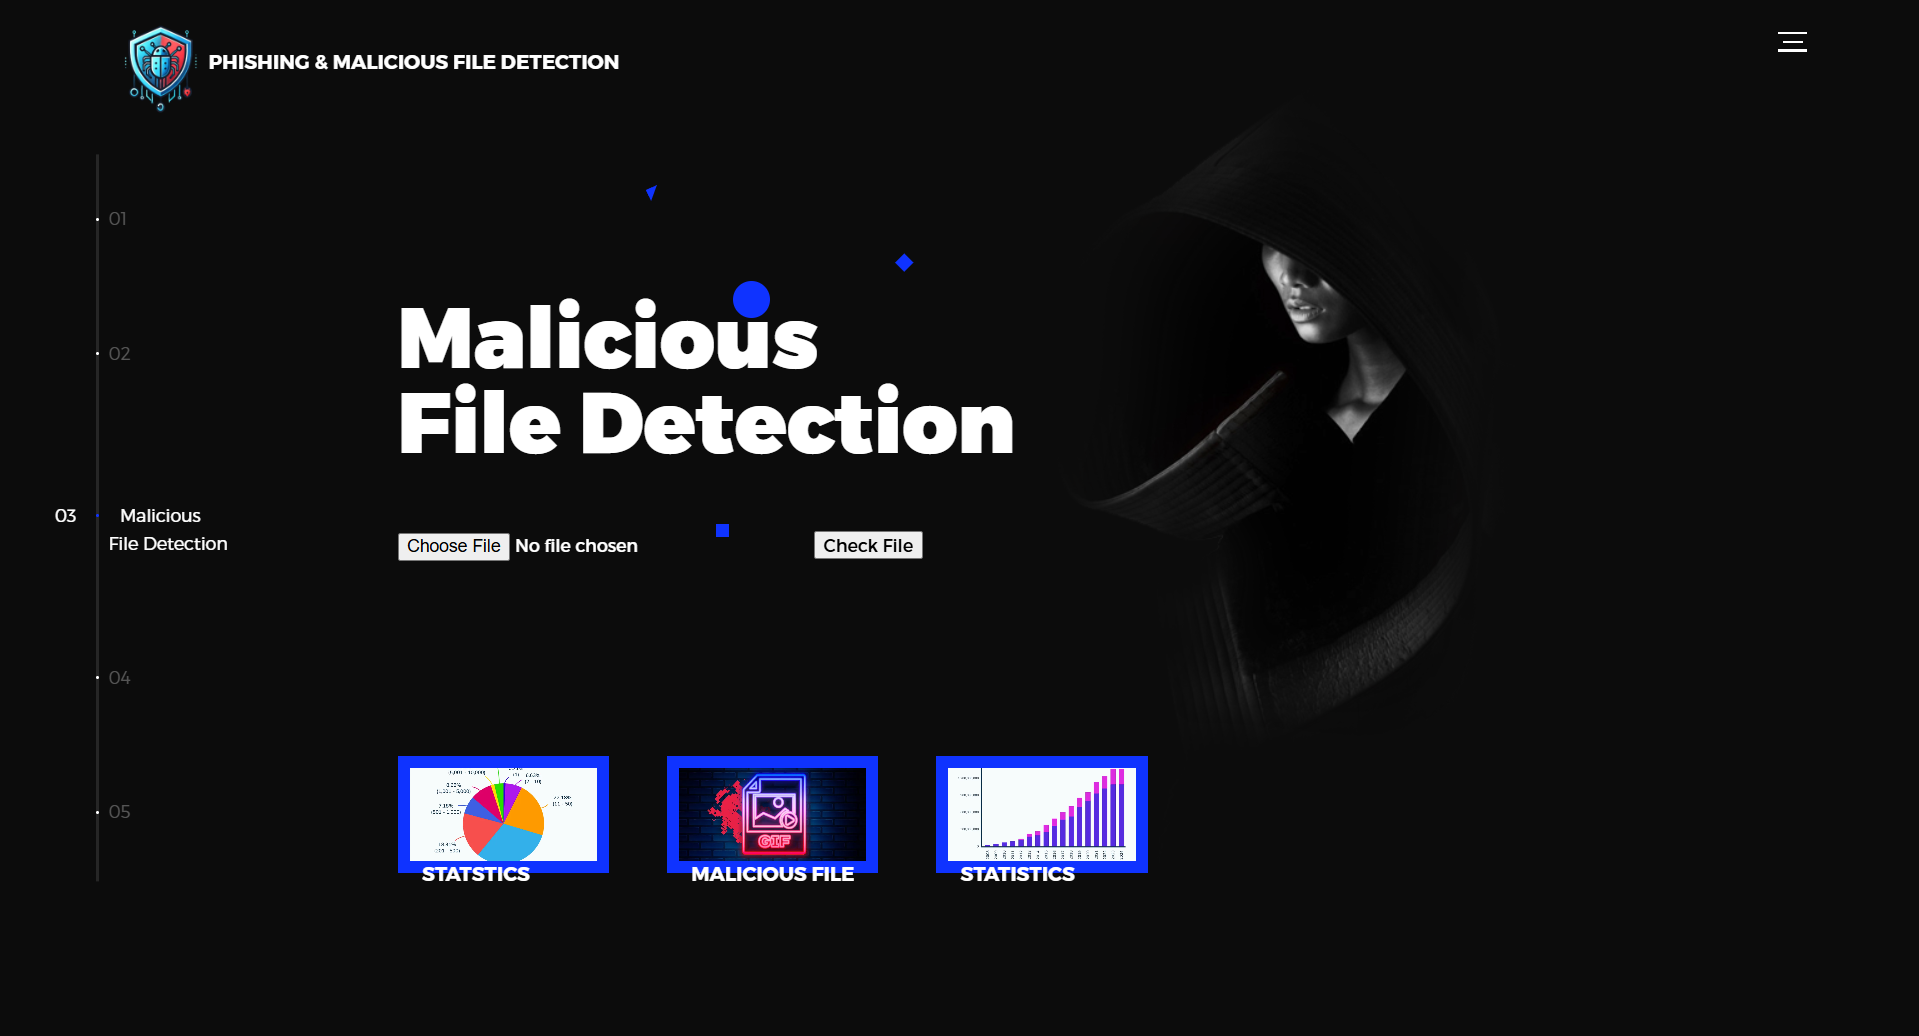 PHISHING & MALICIOUS FILE DETECTION
01
02
03
Malicious
File Detection
04
05
Malicious
File Detection
Choose File No file chosen
Check File
GIF
STATSTICS
MALICIOUS FILE
STATISTICS